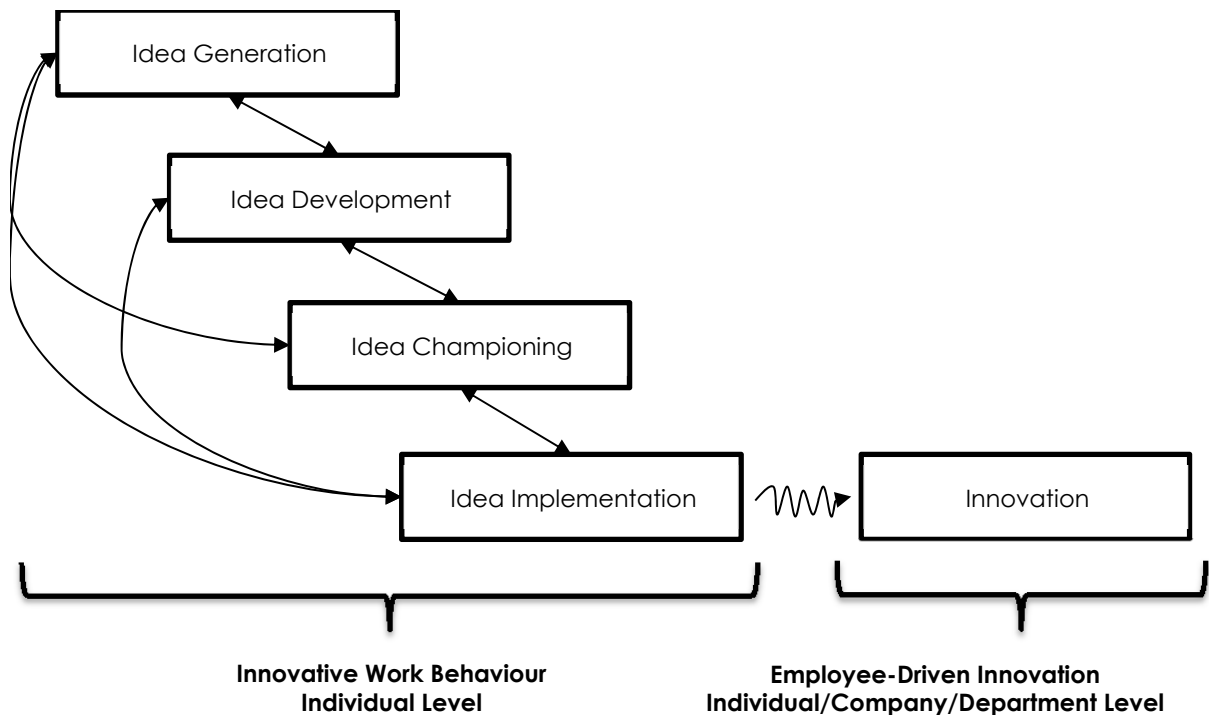 Idea Generation
Idea Development
Idea Championing
Idea Implementation
Innovation
Innovative Work Behaviour
Individual Level
Employee-Driven Innovation
Individual/Company/Department Level